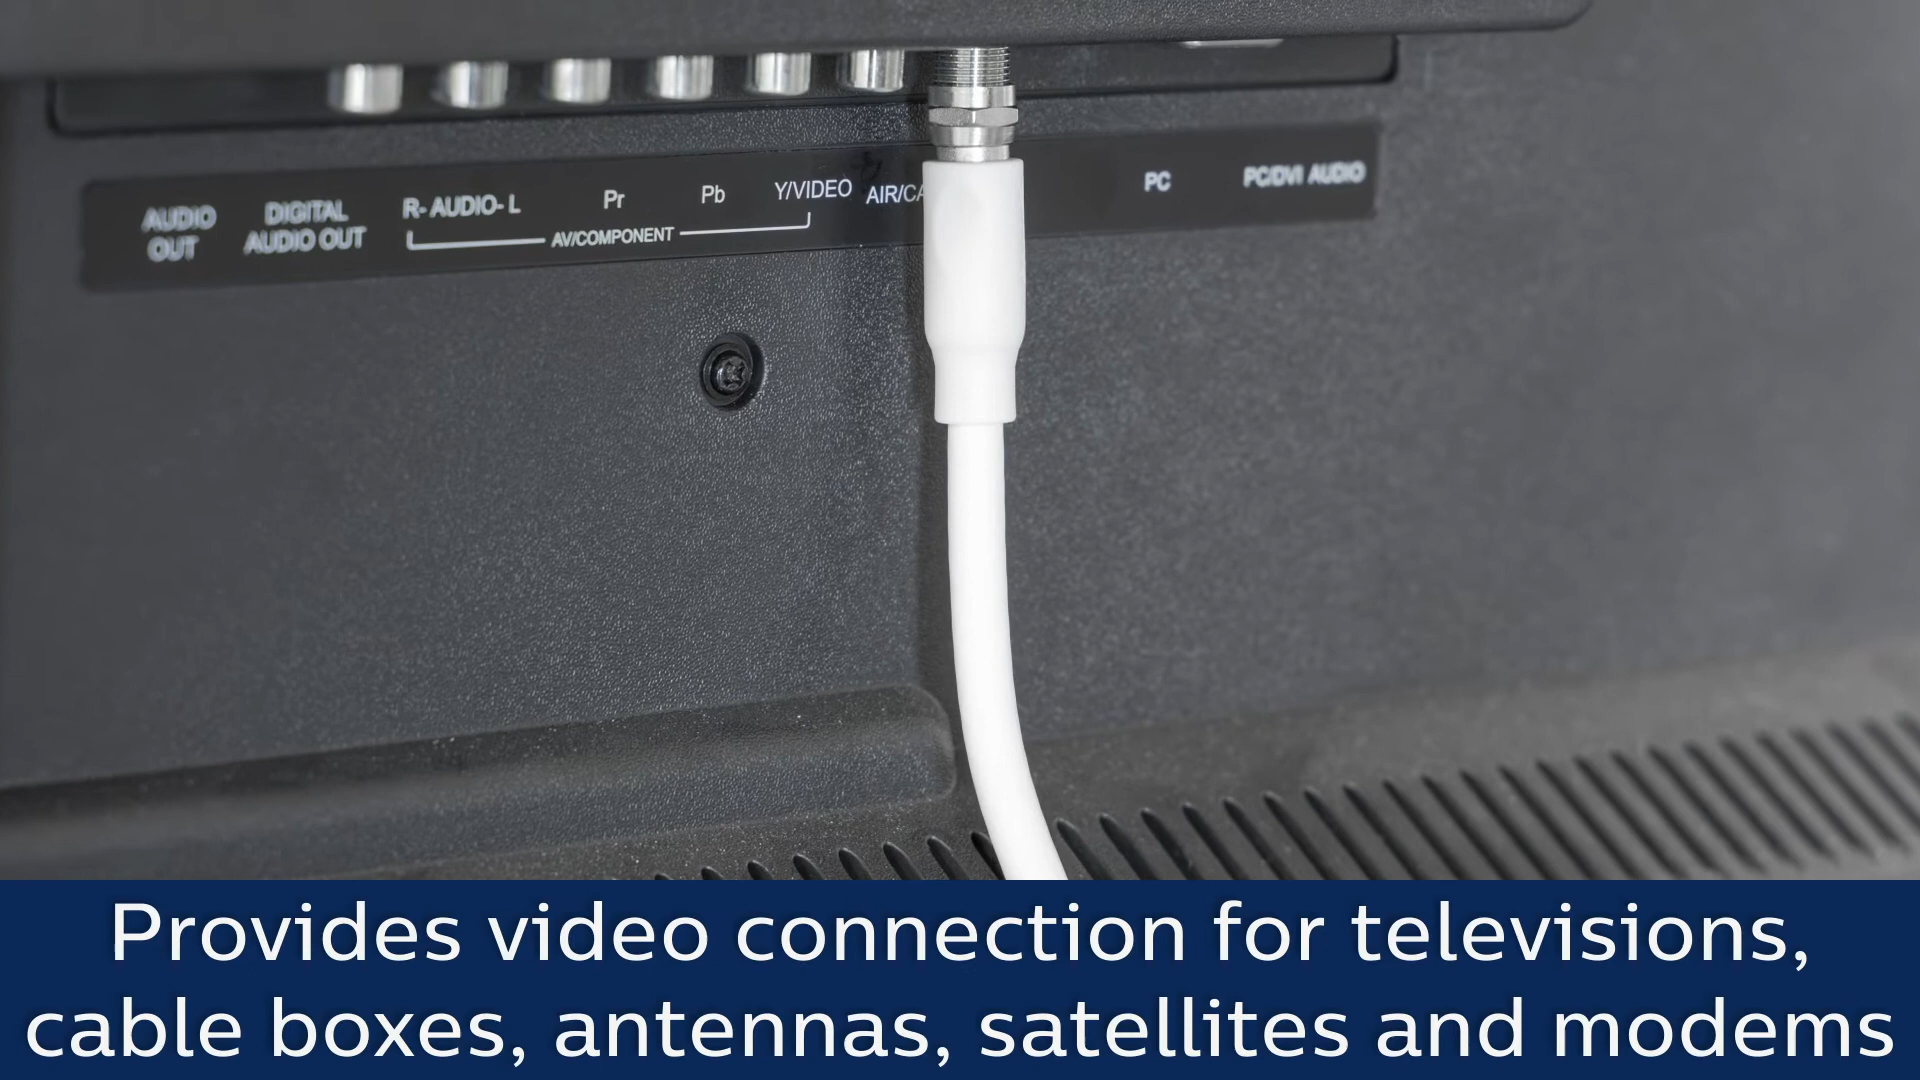 AUDIO OUT
DIGITAL AUDIO OUT
R- AUDIO- L
Pr
Pb
Y/VIDEO
AV/COMPONENT
PC
PC/DVI AUDIO
Provides video connection for televisions,
cable boxes, antennas, satellites and modems